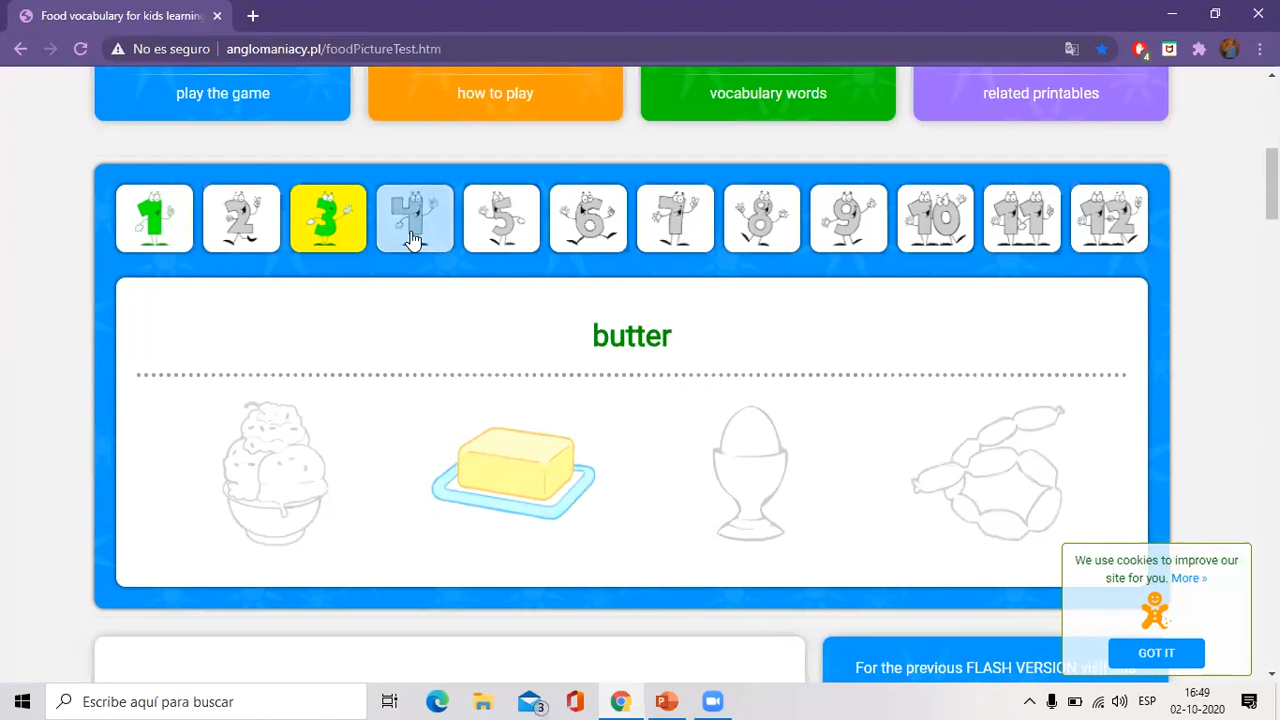 Food vocabulary for kids learning
No es seguro anglomaniacy.pl/foodPictureTest.htm
4
play the game how to play vocabulary words related printables
1 2 3 4 5 6 7 8 9 10 11 12
butter
We use cookies to improve our
site for you. More »
GOT IT
For the previous FLASH VERSION
Escribe aquí para buscar
3
ESP
16:49
02-10-2020